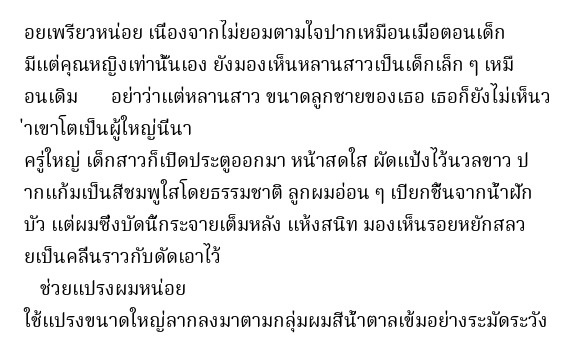 อยเพรียวหน่อย เนื่องจากไม่ยอมตามใจปากเหมือนเมื่อตอนเด็ก
มีแต่คุณหญิงเท่านั้นเอง ยังมองเห็นหลานสาวเป็นเด็กเล็ก ๆ เหมื
อนเดิม อย่าว่าแต่หลานสาว ขนาดลูกชายของเธอ เธอก็ยังไม่เห็นว
่าเขาโตเป็นผู้ใหญ่นี่นา
ครู่ใหญ่ เด็กสาวก็เปิดประตูออกมา หน้าสดใส ผัดแป้งไว้นวลขาว ป
ากแก้มเป็นสีชมพูใสโดยธรรมชาติ ลูกผมอ่อน ๆ เปียกชื้นจากน้ำฝัก
บัว แต่ผมซึ่งบัดนี้กระจายเต็มหลัง แห้งสนิท มองเห็นรอยหยักสลว
ยเป็นคลื่นราวกับดัดเอาไว้
ช่วยแปรงผมหน่อย
ใช้แปรงขนาดใหญ่ลากลงมาตามกลุ่มผมสีน้ำตาลเข้มอย่างระมัดระวัง